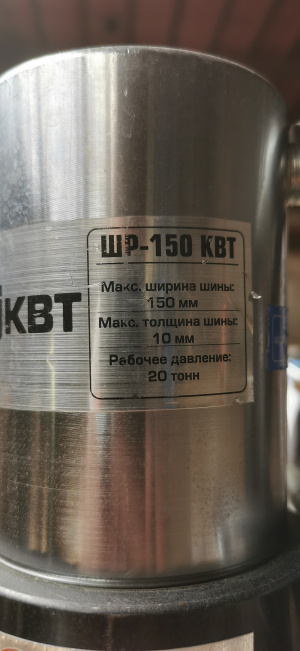 КВТ
ШР-150 КВТ
Макс. ширина шины:
150 мм
Макс. толщина шины:
10 мм
Рабочее давление:
20 тонн